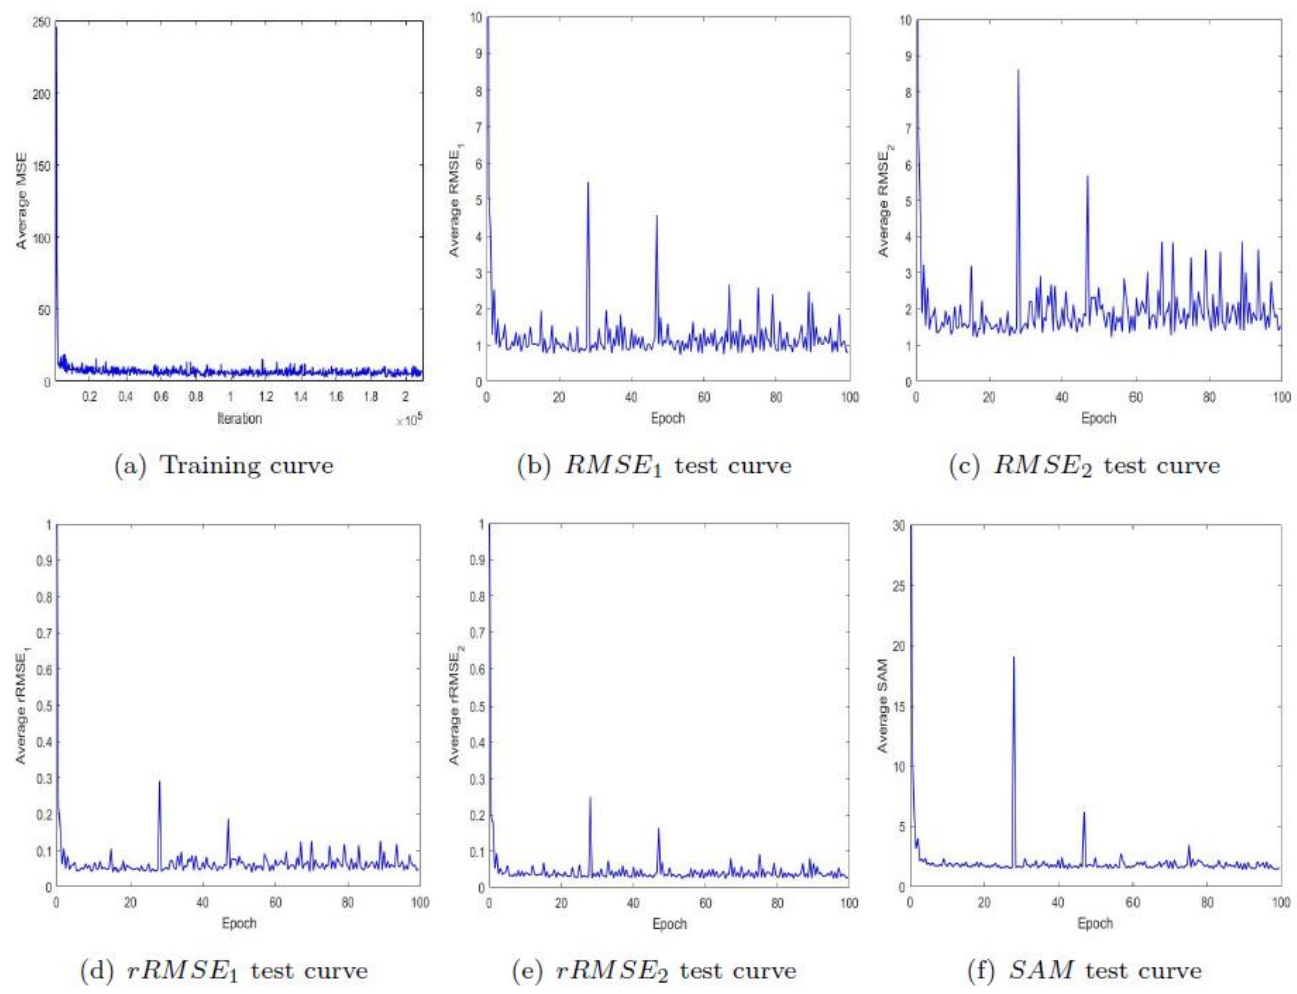 250
200
150
100
50
0
Average MSE
0.2 0.4 0.6 0.8 1 1.2 1.4 1.6 1.8 2
Iteration ×10⁵
(a) Training curve
10
9
8
7
6
5
4
3
2
1
0
Average RMSE₁
0 20 40 60 80 100
Epoch
(b) RMSE₁ test curve
10
9
8
7
6
5
4
3
2
1
0
Average RMSE₂
0 20 40 60 80 100
Epoch
(c) RMSE₂ test curve
1
0.9
0.8
0.7
0.6
0.5
0.4
0.3
0.2
0.1
0
Average rRMSE₁
0 20 40 60 80 100
Epoch
(d) rRMSE₁ test curve
1
0.9
0.8
0.7
0.6
0.5
0.4
0.3
0.2
0.1
0
Average rRMSE₂
0 20 40 60 80 100
Epoch
(e) rRMSE₂ test curve
30
25
20
15
10
5
0
Average SAM
0 20 40 60 80 100
Epoch
(f) SAM test curve